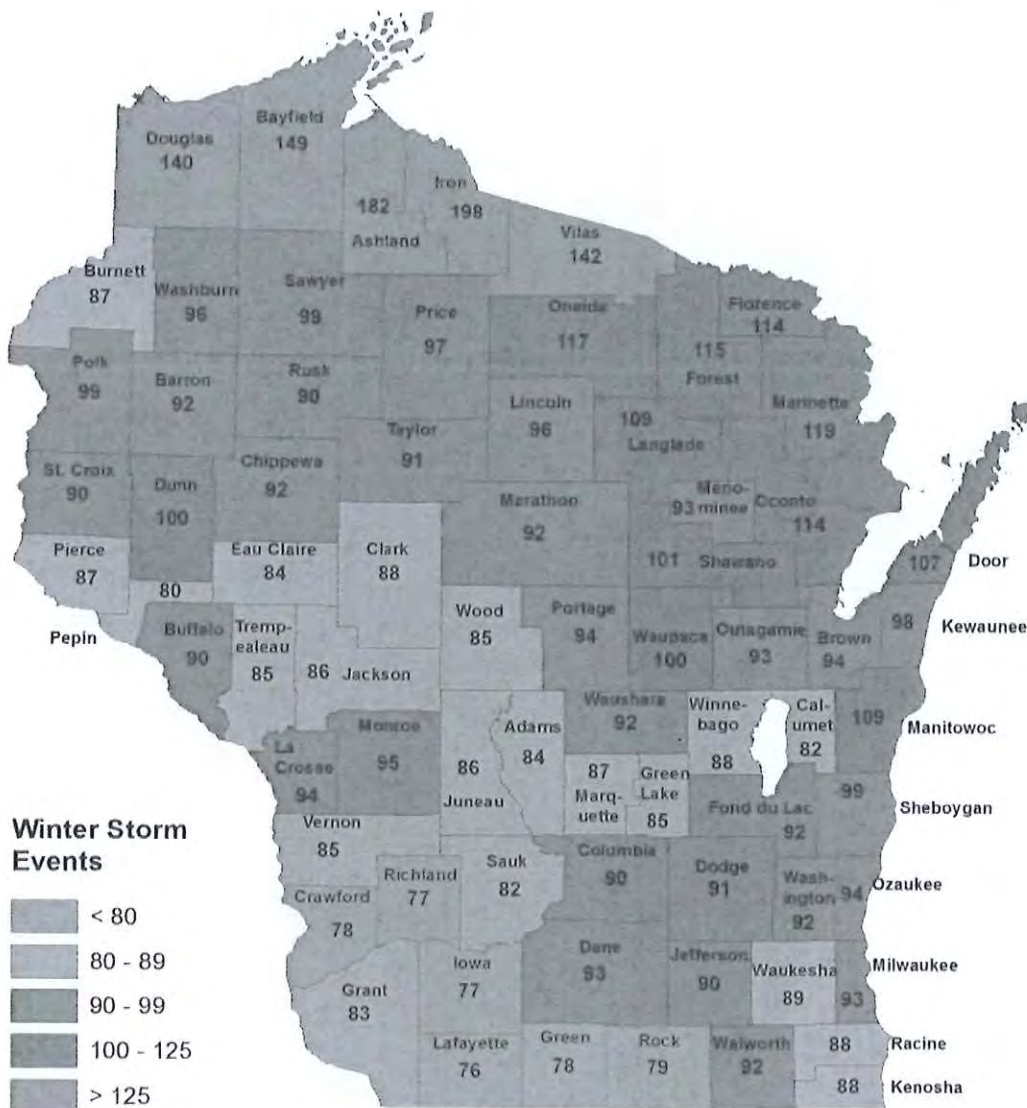 Bayfield
149
Douglas
140
Iron
198
182
Ashland
Vilas
142
Burnett
87
Washburn
96
Sawyer
99
Price
97
Oneida
117
Florence
114
115
Forest
Polk
99
Barron
92
Rusk
90
Lincoln
96
109
Langlade
Marinette
119
Taylor
91
St. Croix
90
Dunn
100
Chippewa
92
Marathon
92
Meno-
93 minee
Oconto
114
Pierce
87
Eau Claire
84
Clark
88
101 Shawano
107
Door
80
Pepin
Buffalo
90
Tremp-
ealeau
85
86
Jackson
Wood
85
Portage
94
Waupaca
100
Outagamie
93
Brown
94
98
Kewaunee
Waushara
92
Winne-
bago
88
Cal-
umet
82
109
Manitowoc
La
Crosse
94
Monroe
95
86
Juneau
Adams
84
87
Marq-
uette
Green
Lake
85
Fond du Lac
92
99
Sheboygan
Vernon
85
Richland
77
Sauk
82
Columbia
90
Dodge
91
Wash-
ington
92
94
Ozaukee
Crawford
78
Grant
83
Iowa
77
Dane
93
Jefferson
90
Waukesha
89
93
Milwaukee
Lafayette
76
Green
78
Rock
79
Walworth
92
88
Racine
88
Kenosha
Winter Storm
Events
< 80
80 - 89
90 - 99
100 - 125
> 125